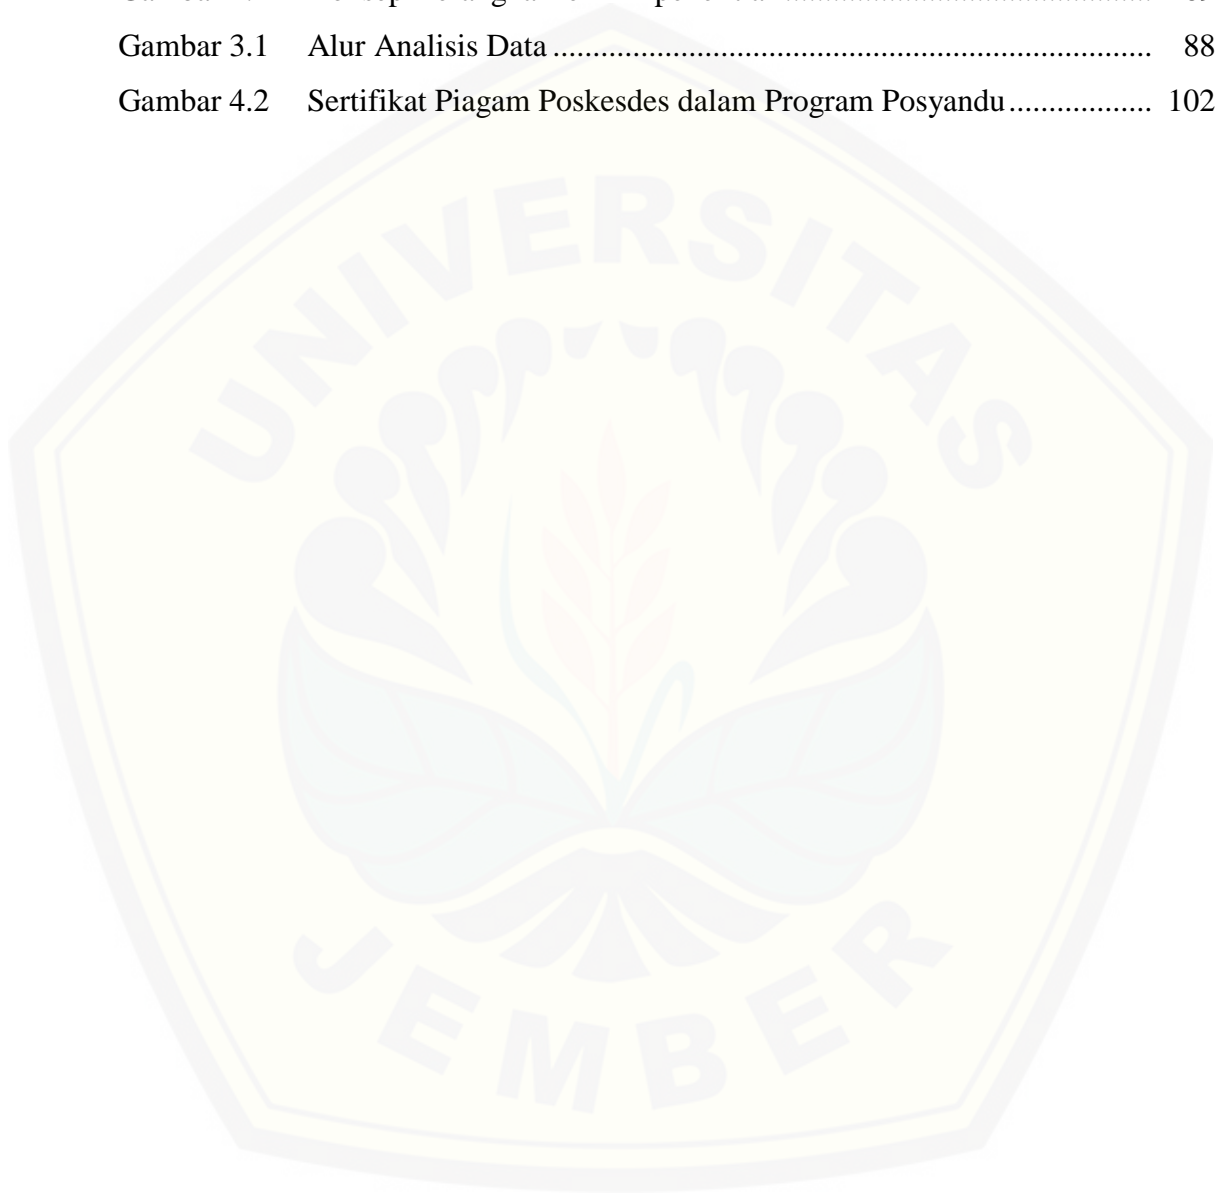 Gambar 3.1 Alur Analisis Data .......................................................................... 88
Gambar 4.2 Sertifikat Piagam Poskesdes dalam Program Posyandu .................. 102
UNIVERSITAS
JEMBER